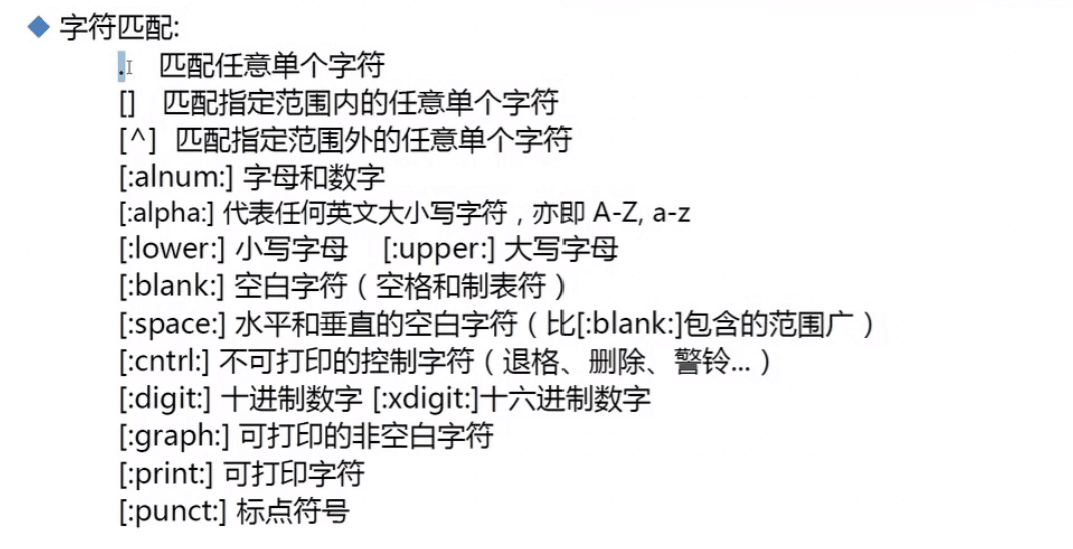 字符匹配:
. 匹配任意单个字符
[] 匹配指定范围内的任意单个字符
[^] 匹配指定范围外的任意单个字符
[:alnum:] 字母和数字
[:alpha:] 代表任何英文大小写字符，亦即 A-Z, a-z
[:lower:] 小写字母 [:upper:] 大写字母
[:blank:] 空白字符（空格和制表符）
[:space:] 水平和垂直的空白字符（比[:blank:]包含的范围广）
[:cntrl:] 不可打印的控制字符（退格、删除、警铃...）
[:digit:] 十进制数字 [:xdigit:]十六进制数字
[:graph:] 可打印的非空白字符
[:print:] 可打印字符
[:punct:] 标点符号